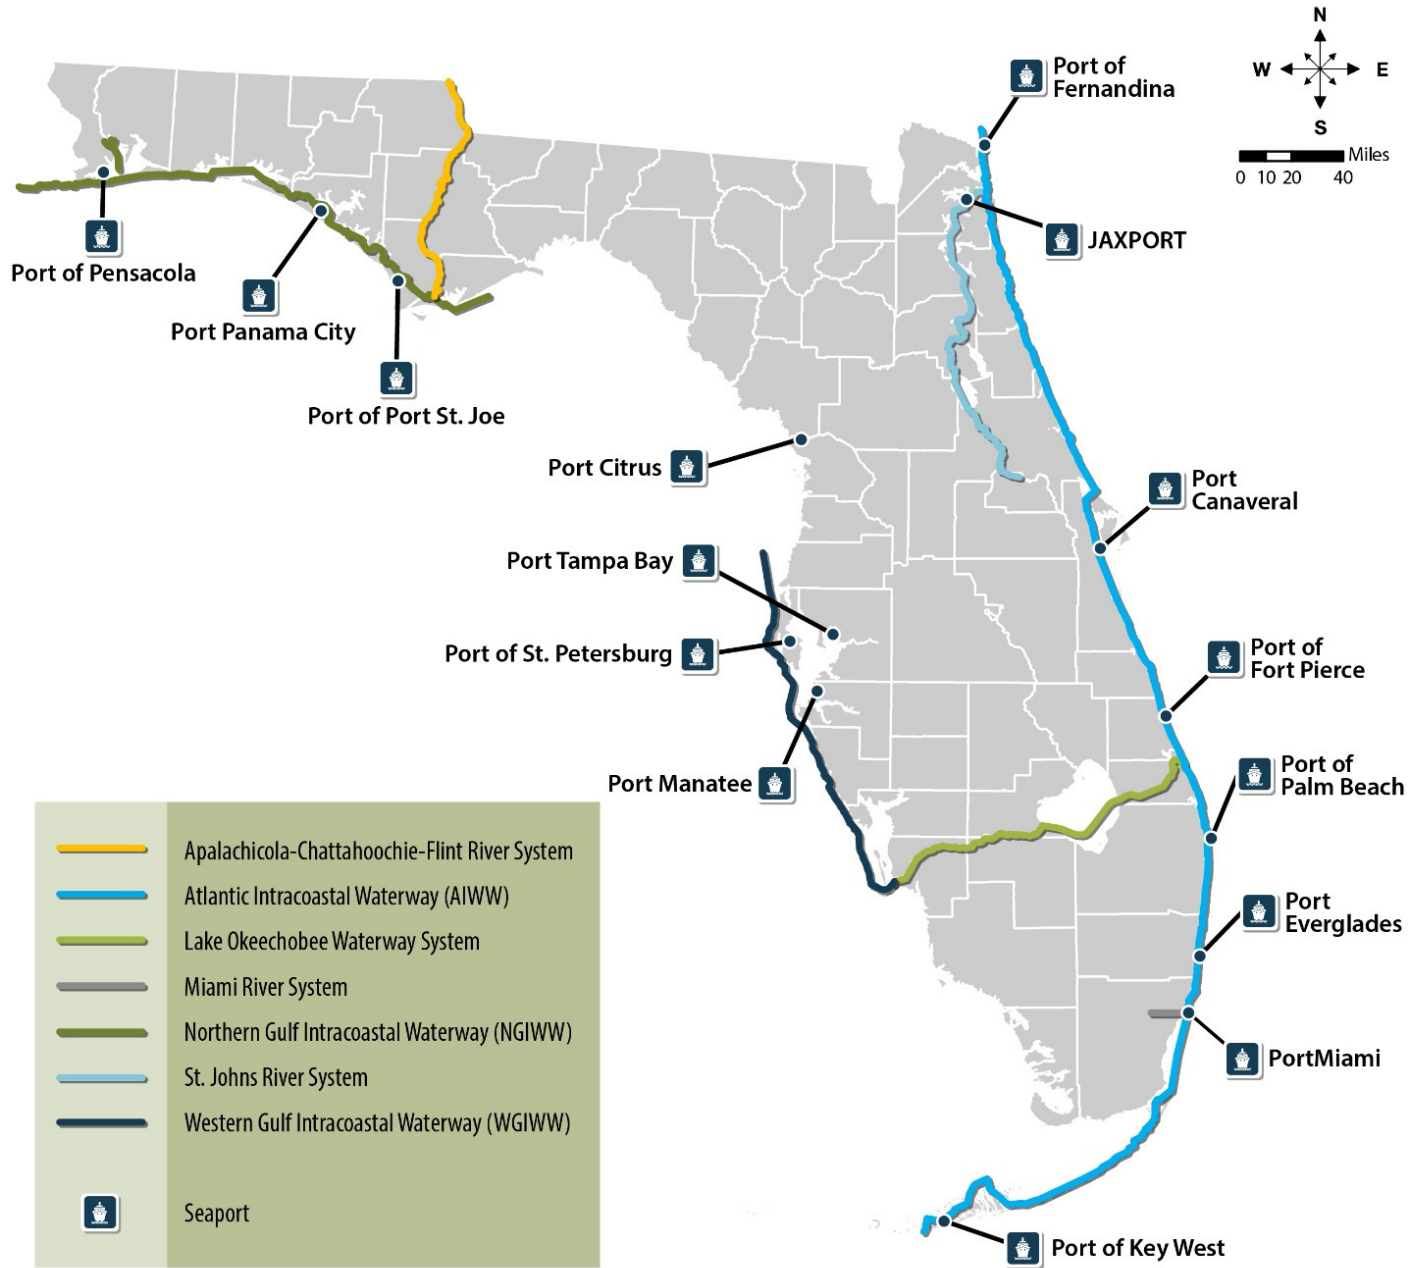 N
W
E
S
Miles
0 10 20 40
Port of
Fernandina
JAXPORT
Port of Pensacola
Port Panama City
Port of Port St. Joe
Port Citrus
Port
Canaveral
Port Tampa Bay
Port of St. Petersburg
Port of
Fort Pierce
Port Manatee
Port of
Palm Beach
Port
Everglades
PortMiami
Port of Key West
Apalachicola-Chattahoochie-Flint River System
Atlantic Intracoastal Waterway (AIWW)
Lake Okeechobee Waterway System
Miami River System
Northern Gulf Intracoastal Waterway (NGIWW)
St. Johns River System
Western Gulf Intracoastal Waterway (WGIWW)
Seaport